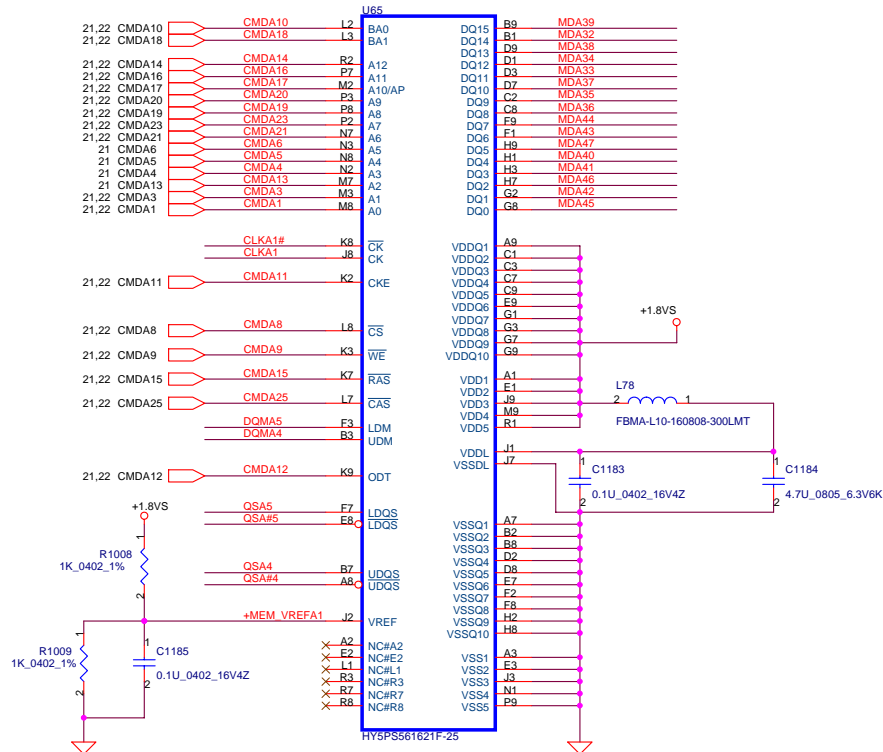 U65
21,22 CMDA10 CMDA10 L2 BA0 DQ15 B9 MDA39
21,22 CMDA18 CMDA18 L3 BA1 DQ14 B1 MDA32
DQ13 D9 MDA38
21,22 CMDA14 CMDA14 R2 A12 DQ12 D1 MDA34
21,22 CMDA16 CMDA16 P7 A11 DQ11 D3 MDA33
21,22 CMDA17 CMDA17 M2 A10/AP DQ10 D7 MDA37
21,22 CMDA20 CMDA20 P3 A9 DQ9 C2 MDA35
21,22 CMDA19 CMDA19 P8 A8 DQ8 C8 MDA36
21,22 CMDA23 CMDA23 P2 A7 DQ7 F9 MDA44
21,22 CMDA21 CMDA21 N7 A6 DQ6 F1 MDA43
21 CMDA6 CMDA6 N3 A5 DQ5 H9 MDA47
21 CMDA5 CMDA5 N8 A4 DQ4 H1 MDA40
21 CMDA4 CMDA4 N2 A3 DQ3 H3 MDA41
21 CMDA13 CMDA13 M7 A2 DQ2 H7 MDA46
21,22 CMDA3 CMDA3 M3 A1 DQ1 G2 MDA42
21,22 CMDA1 CMDA1 M8 A0 DQ0 G8 MDA45
CLKA1# K8 CK VDDQ1 A9
CLKA1 J8 CK VDDQ2 C1
VDDQ3 C3
21,22 CMDA11 CMDA11 K2 CKE VDDQ4 C7
VDDQ5 C9
VDDQ6 E9
VDDQ7 G1
+1.8VS
21,22 CMDA8 CMDA8 L8 CS VDDQ8 G3
VDDQ9 G7
21,22 CMDA9 CMDA9 K3 WE VDDQ10 G9
21,22 CMDA15 CMDA15 K7 RAS VDD1 A1
VDD2 E1
L78
21,22 CMDA25 CMDA25 L7 CAS VDD3 J9 2 1
VDD4 M9
FBMA-L10-160808-300LMT
DQMA5 F3 LDM VDD5 R1
DQMA4 B3 UDM
VDDL J1
VSSDL J7
21,22 CMDA12 CMDA12 K9 ODT
1 C1183 2 0.1U_0402_16V4Z
1 C1184 2 4.7U_0805_6.3V6K
QSA5 F7 LDQS
QSA#5 E8 LDQS VSSQ1 A7
VSSQ2 B2
VSSQ3 B8
VSSQ4 D2
QSA4 B7 UDQS VSSQ5 D8
QSA#4 A8 UDQS VSSQ6 E7
VSSQ7 F2
VSSQ8 F8
+1.8VS
1
R1008
1K_0402_1%
2
+MEM_VREFA1 J2 VREF VSSQ9 H2
VSSQ10 H8
1
R1009
1K_0402_1%
2
1
C1185
0.1U_0402_16V4Z
2
A2 NC#A2 VSS1 A3
E2 NC#E2 VSS2 E3
L1 NC#L1 VSS3 J3
R3 NC#R3 VSS4 N1
R7 NC#R7 VSS5 P9
R8 NC#R8
HY5PS561621F-25